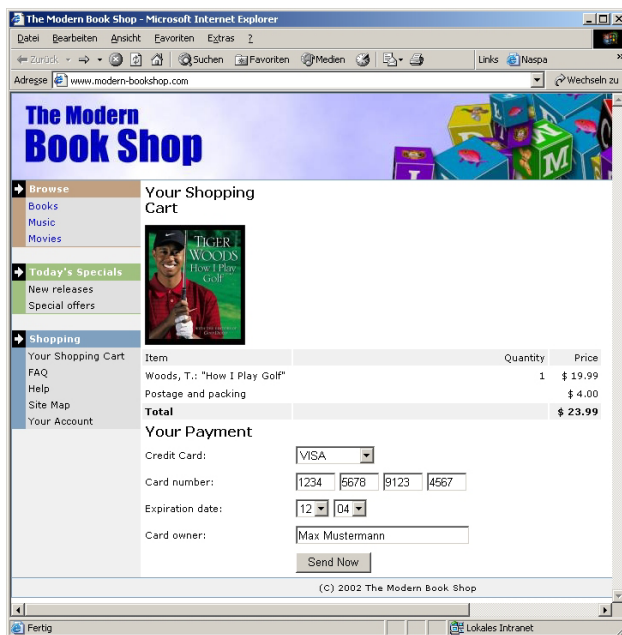 The Modern Book Shop - Microsoft Internet Explorer
Datei Bearbeiten Ansicht Favoriten Extras ?
Zurück Suchen Favoriten Medien Links Naspa »
Adresse www.modern-bookshop.com Wechseln zu
The Modern
Book Shop
M
Browse
Books
Music
Movies
Today's Specials
New releases
Special offers
Shopping
Your Shopping Cart
FAQ
Help
Site Map
Your Account
Your Shopping
Cart
TIGER
WOODS
How I Play
Golf
Item Quantity Price
Woods, T.: "How I Play Golf" 1 $ 19.99
Postage and packing $ 4.00
Total $ 23.99
Your Payment
Credit Card: VISA
Card number: 1234 5678 9123 4567
Expiration date: 12 04
Card owner: Max Mustermann
Send Now
(C) 2002 The Modern Book Shop
Fertig Lokales Intranet